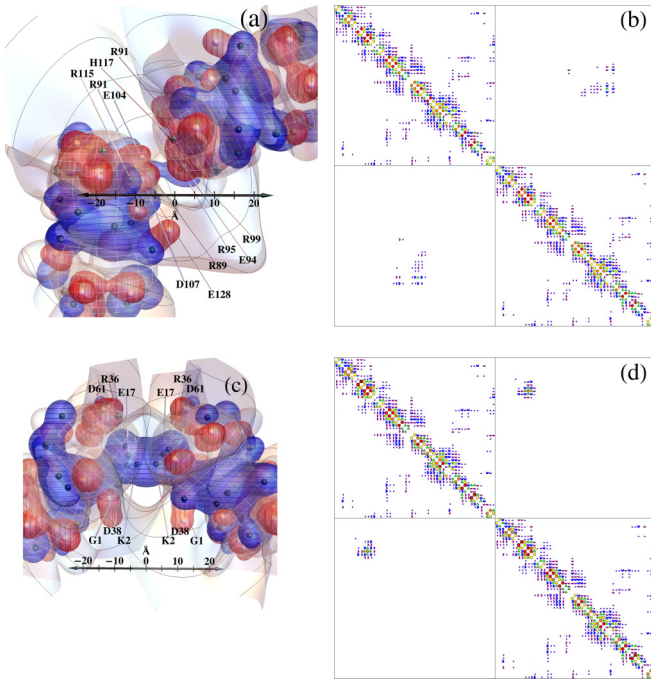 (a)
R91
H117
R115
R91
E104
−20
−10
0
10
20
Å
R99
R95
E94
R89
D107
E128
(b)
(c)
R36
R36
D61
E17
E17
D61
D38
D38
G1
K2
K2
G1
Å
−20
−10
0
10
20
(d)